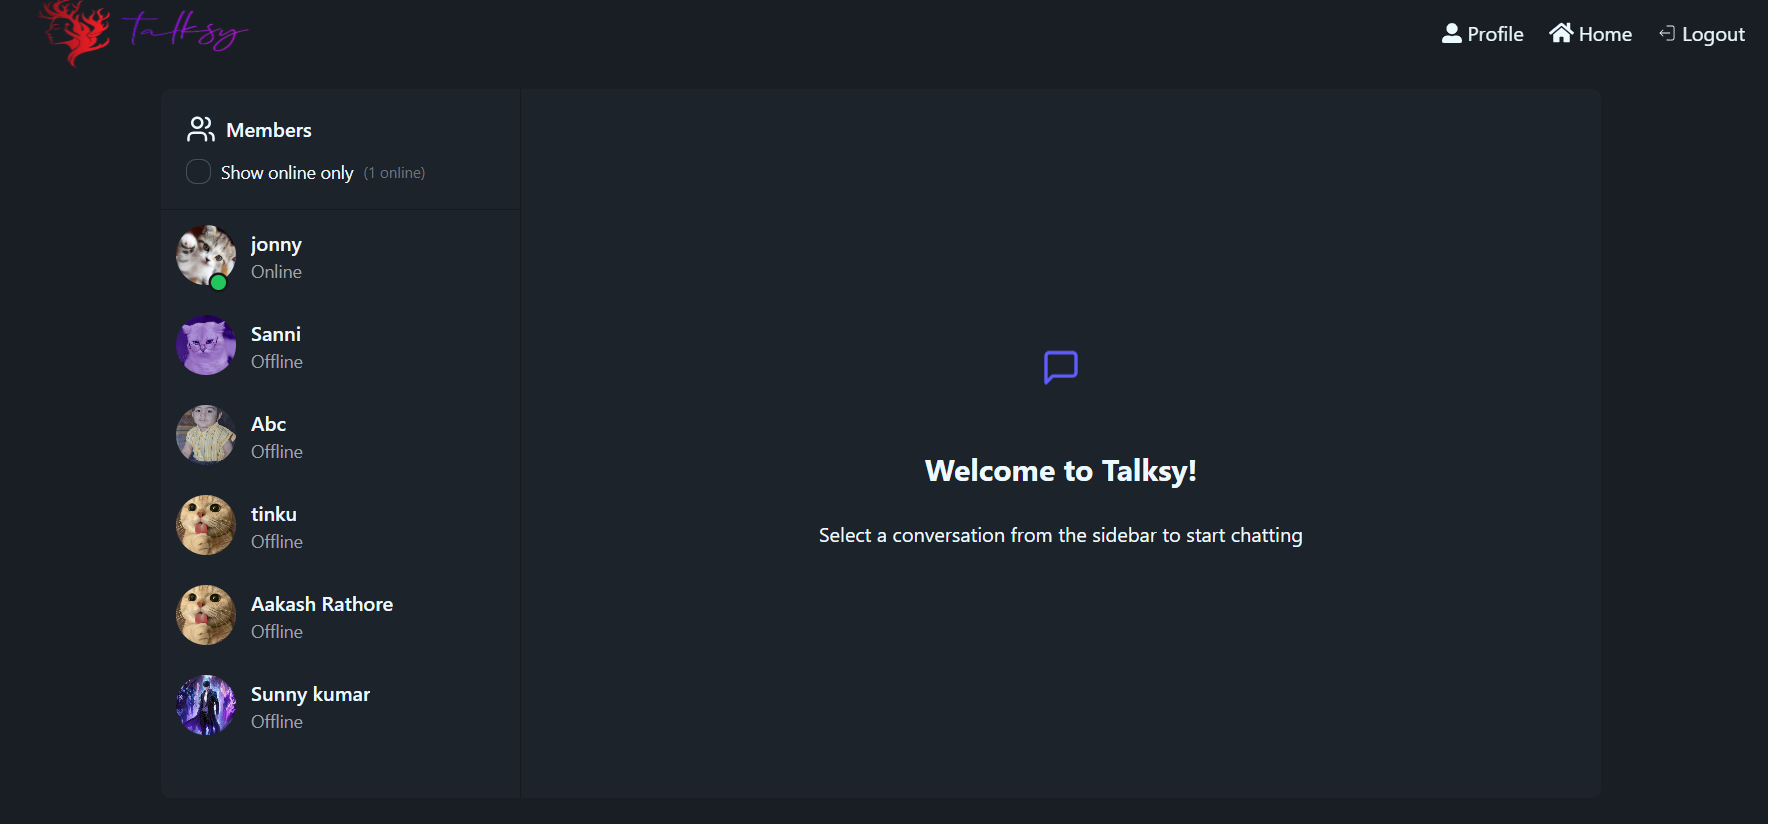 Talksy
Profile
Home
Logout
Members
Show online only (1 online)
jonny
Online
Sanni
Offline
Abc
Offline
tinku
Offline
Aakash Rathore
Offline
Sunny kumar
Offline
Welcome to Talksy!
Select a conversation from the sidebar to start chatting